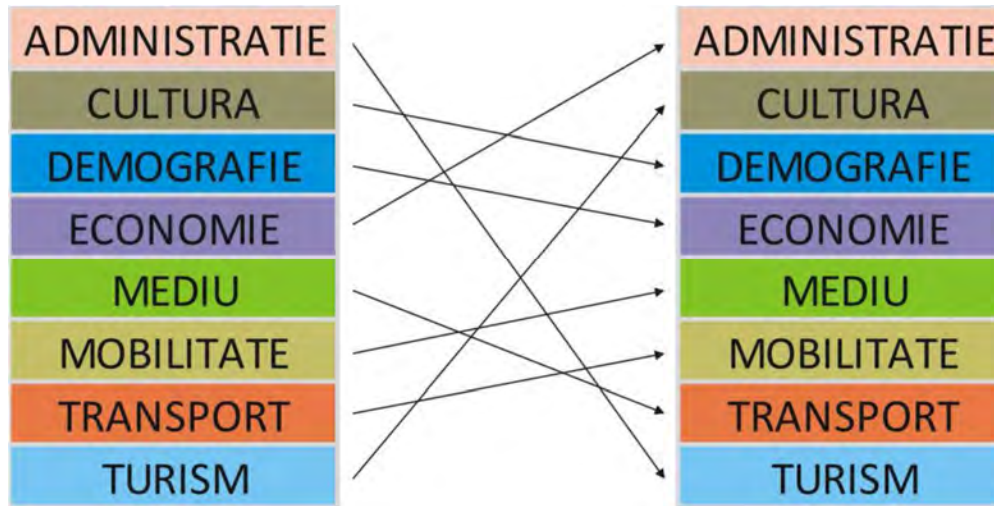 ADMINISTRATIE
CULTURA
DEMOGRAFIE
ECONOMIE
MEDIU
MOBILITATE
TRANSPORT
TURISM
ADMINISTRATIE
CULTURA
DEMOGRAFIE
ECONOMIE
MEDIU
MOBILITATE
TRANSPORT
TURISM